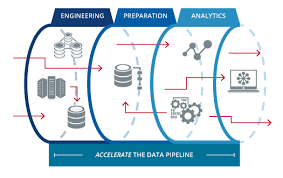 ENGINEERING
PREPARATION
ANALYTICS
ACCELERATE THE DATA PIPELINE